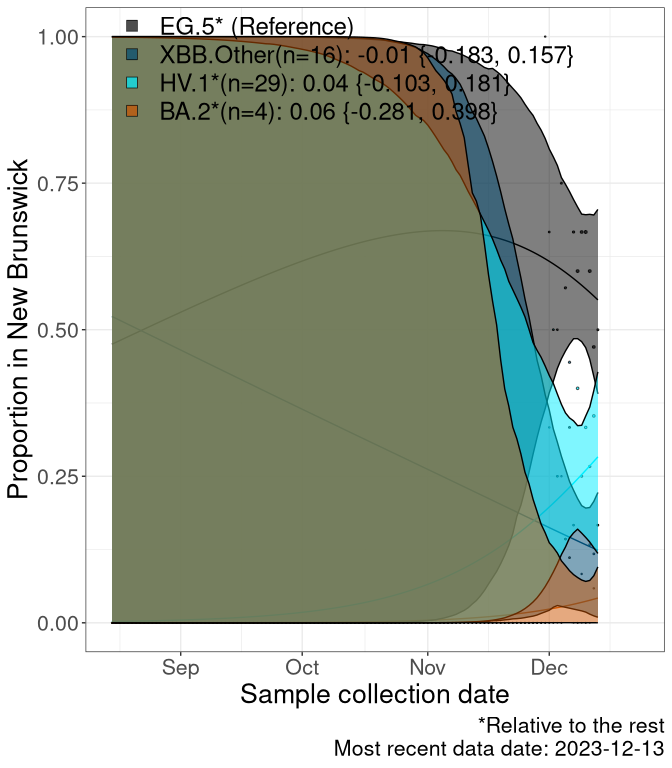 EG.5* (Reference)
XBB.Other(n=16): -0.01 {-0.183, 0.157}
HV.1*(n=29): 0.04 {-0.103, 0.181}
BA.2*(n=4): 0.06 {-0.281, 0.398}
1.00
0.75
0.50
0.25
0.00
Proportion in New Brunswick
Sep Oct Nov Dec
Sample collection date
*Relative to the rest
Most recent data date: 2023-12-13